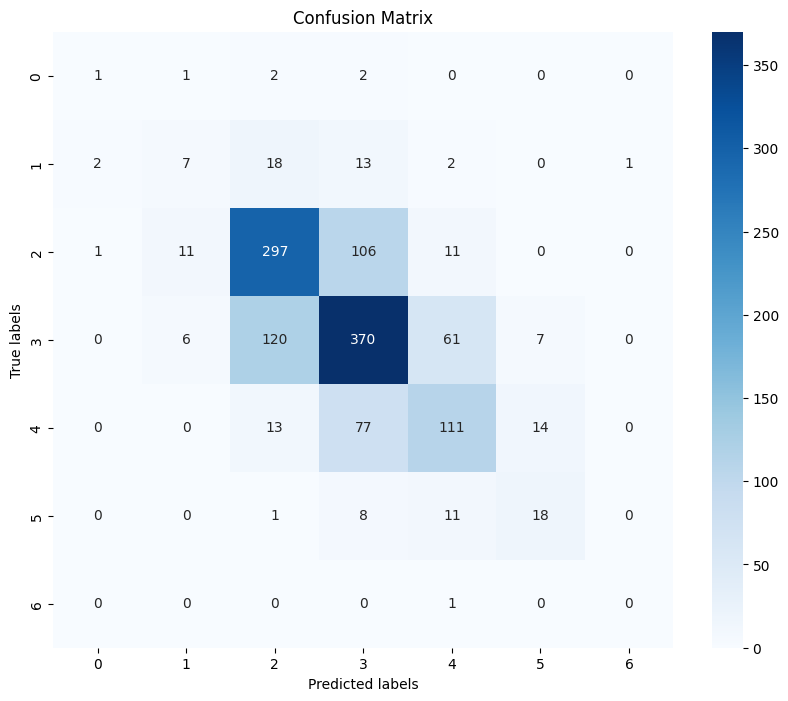 Confusion Matrix
0 1 1 2 2 0 0 0
1 2 7 18 13 2 0 1
2 1 11 297 106 11 0 0
3 0 6 120 370 61 7 0
4 0 0 13 77 111 14 0
5 0 0 1 8 11 18 0
6 0 0 0 0 1 0 0
0 1 2 3 4 5 6
Predicted labels
True labels
350
300
250
200
150
100
50
0